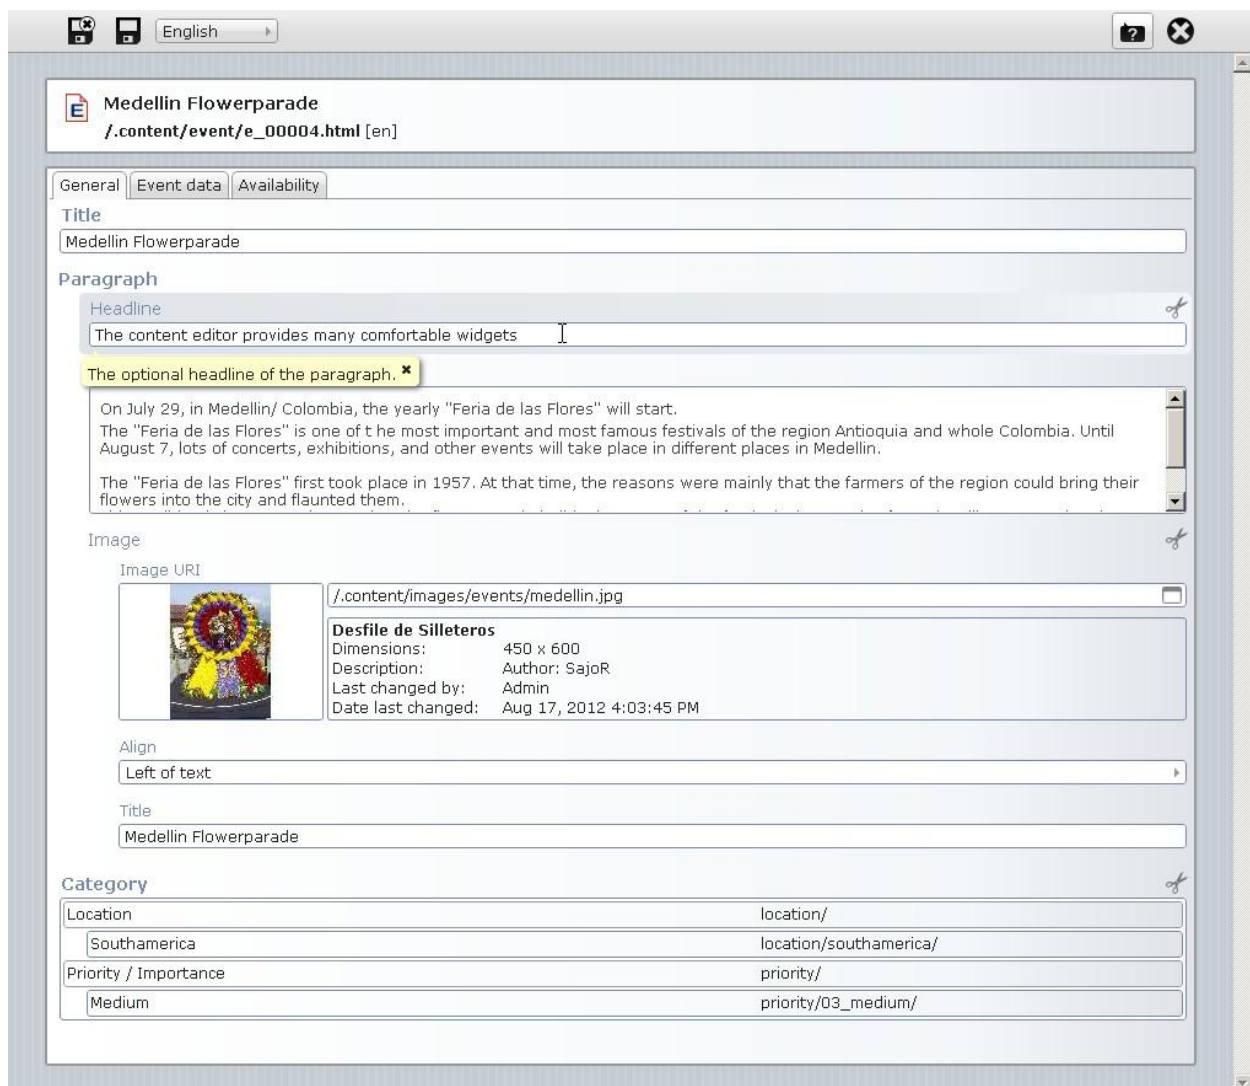 English
?
E
Medellin Flowerparade
/.content/event/e_00004.html [en]
General Event data Availability
Title
Medellin Flowerparade
Paragraph
Headline
The content editor provides many comfortable widgets
The optional headline of the paragraph.
On July 29, in Medellin/ Colombia, the yearly "Feria de las Flores" will start.
The "Feria de las Flores" is one of t he most important and most famous festivals of the region Antioquia and whole Colombia. Until
August 7, lots of concerts, exhibitions, and other events will take place in different places in Medellin.
The "Feria de las Flores" first took place in 1957. At that time, the reasons were mainly that the farmers of the region could bring their
flowers into the city and flaunted them.
Image
Image URI
/.content/images/events/medellin.jpg
Desfile de Silleteros
Dimensions: 450 x 600
Description: Author: SajoR
Last changed by: Admin
Date last changed: Aug 17, 2012 4:03:45 PM
Align
Left of text
Title
Medellin Flowerparade
Category
Location location/
Southamerica location/southamerica/
Priority / Importance priority/
Medium priority/03_medium/